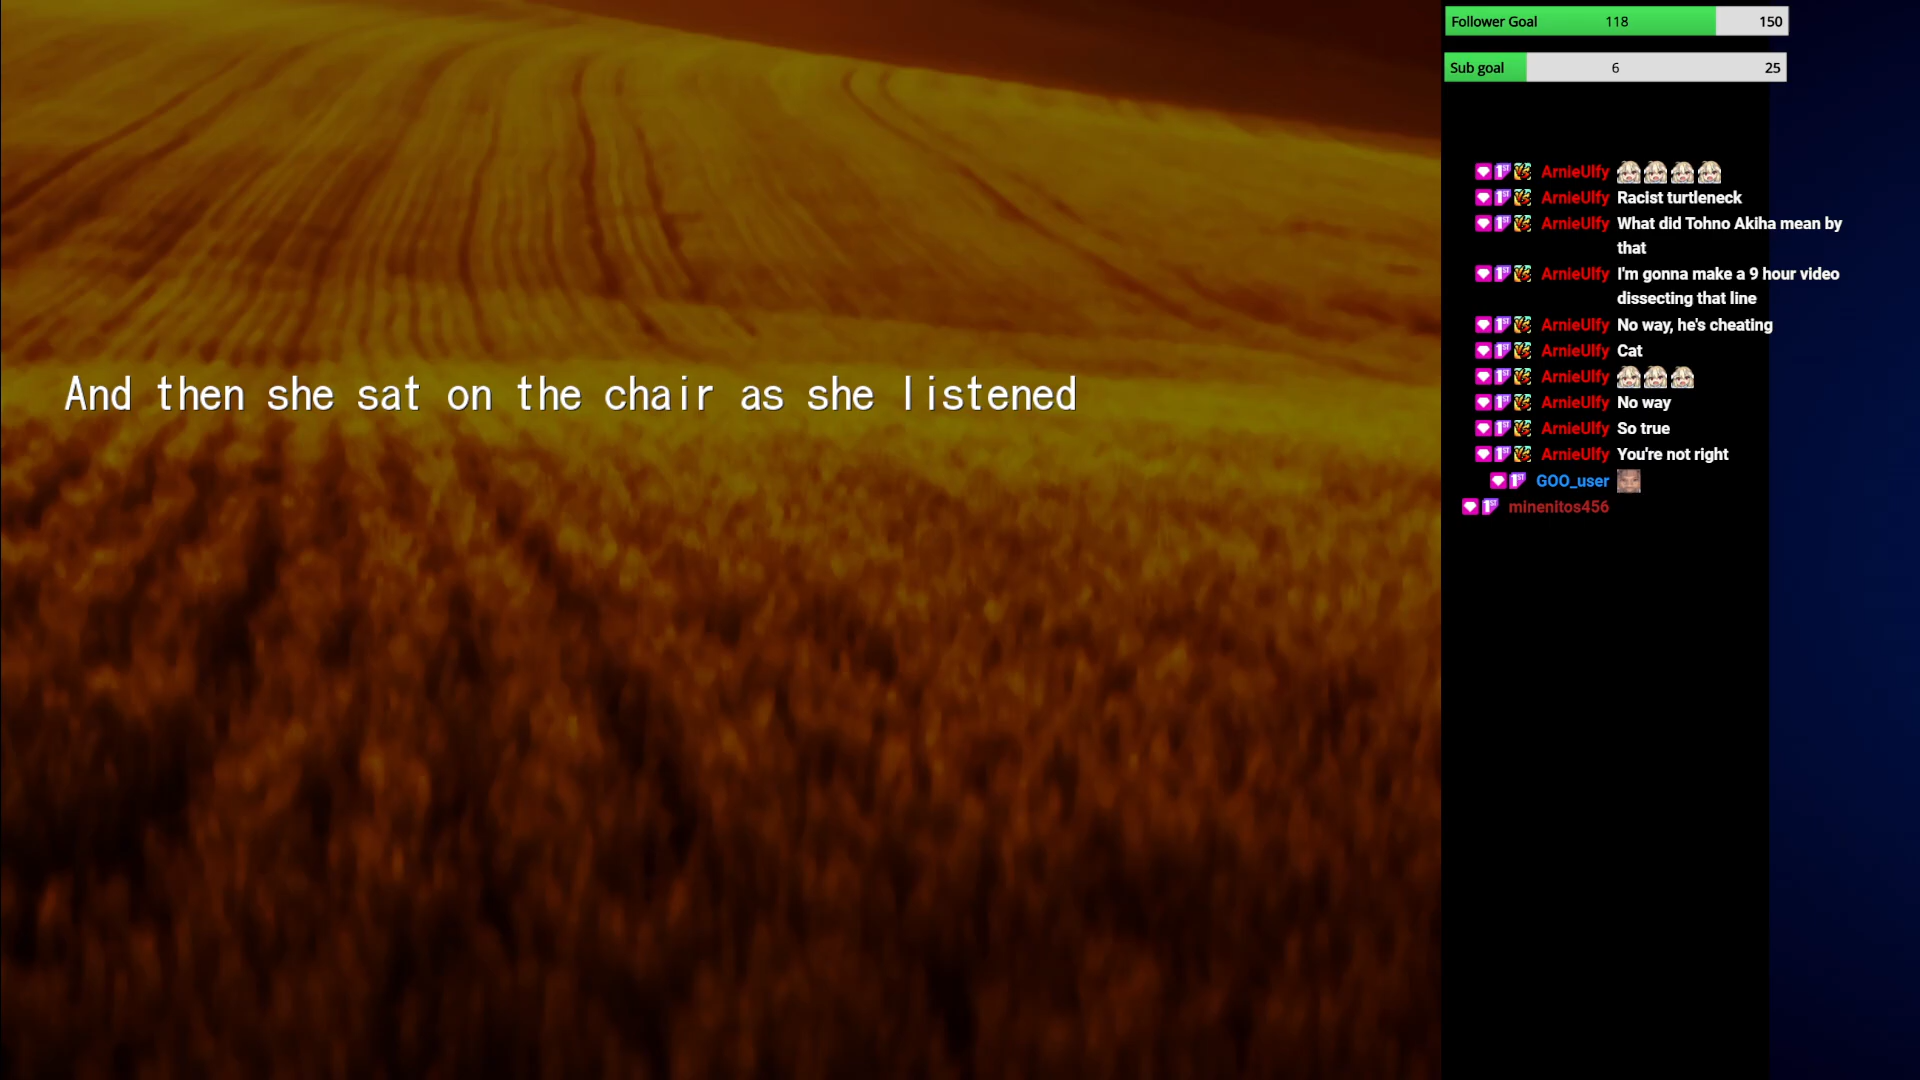 Follower Goal 118 150
Sub goal 6 25
ArnieUlfy
ArnieUlfy Racist turtleneck
ArnieUlfy What did Tohno Akiha mean by
that
ArnieUlfy I'm gonna make a 9 hour video
dissecting that line
ArnieUlfy No way, he's cheating
ArnieUlfy Cat
ArnieUlfy
ArnieUlfy No way
ArnieUlfy So true
ArnieUlfy You're not right
GOO_user
minenitos456
And then she sat on the chair as she listened